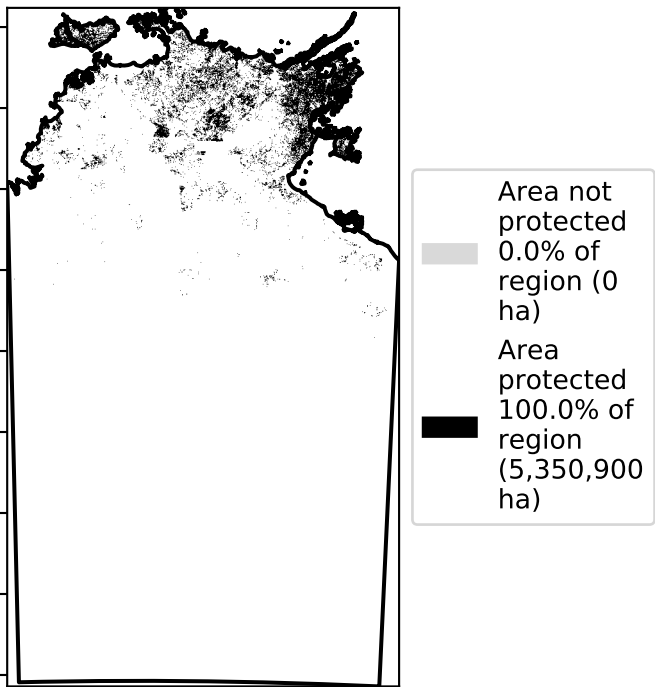 Area not
protected
0.0% of
region (0
ha)
Area
protected
100.0% of
region
(5,350,900
ha)